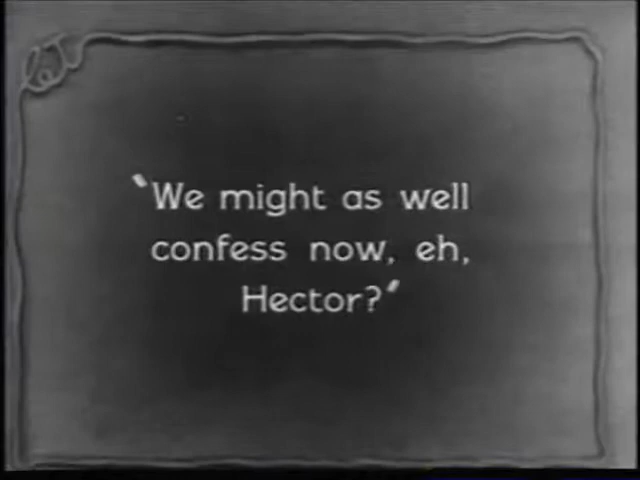 "We might as well
confess now, eh,
Hector?"